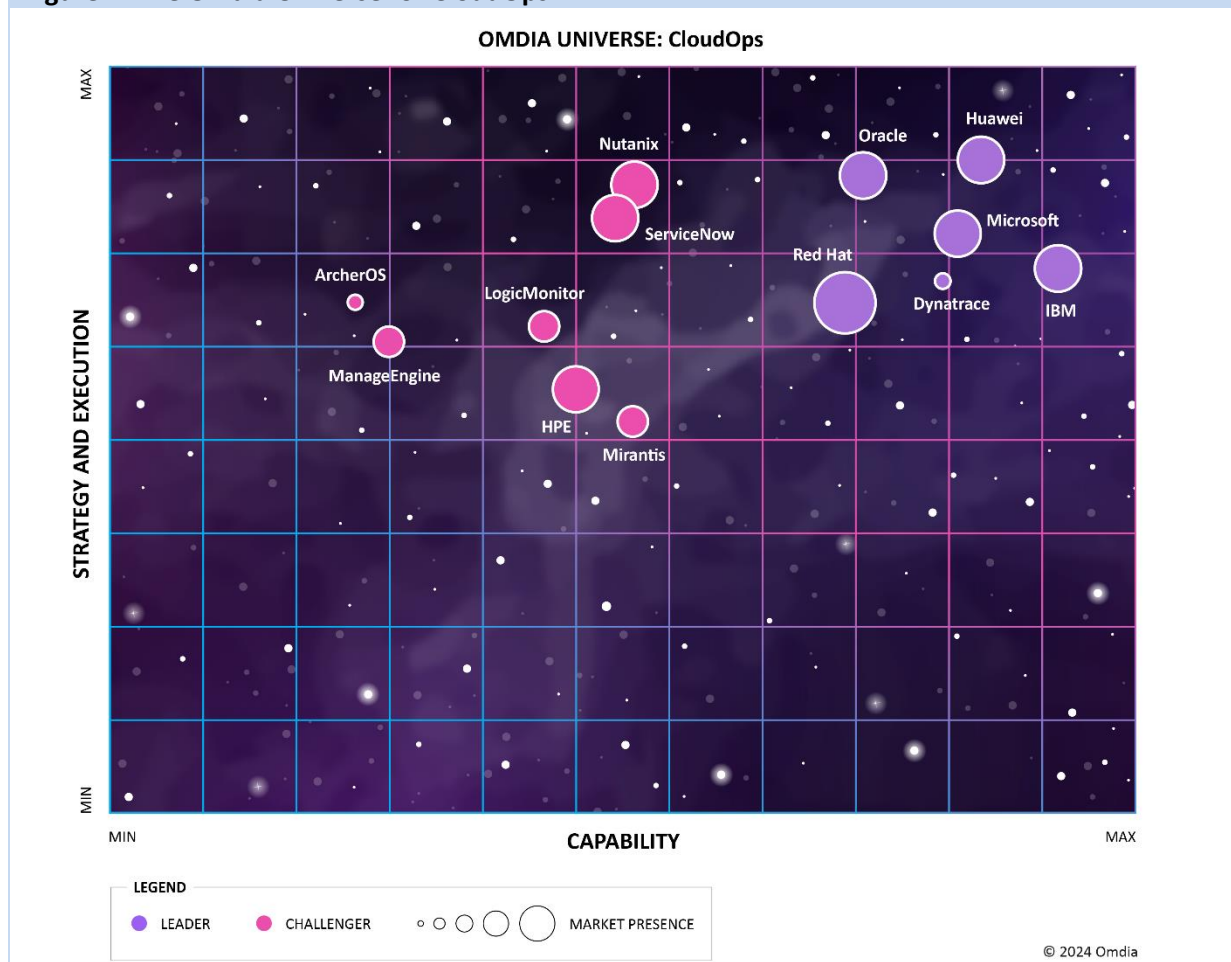 OMDIA UNIVERSE: CloudOps
MAX
Huawei
Oracle
Nutanix
Microsoft
ServiceNow
Red Hat
ArcherOS
LogicMonitor
Dynatrace
IBM
ManageEngine
HPE
Mirantis
STRATEGY AND EXECUTION
MIN
MIN
CAPABILITY
MAX
LEGEND
LEADER
CHALLENGER
MARKET PRESENCE
© 2024 Omdia